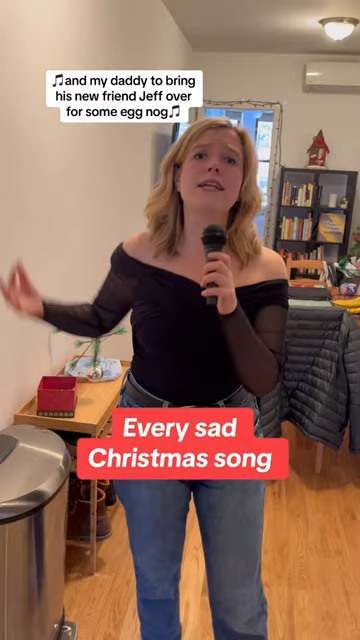 🎵and my daddy to bring
his new friend Jeff over
for some egg nog🎵
Every sad
Christmas song